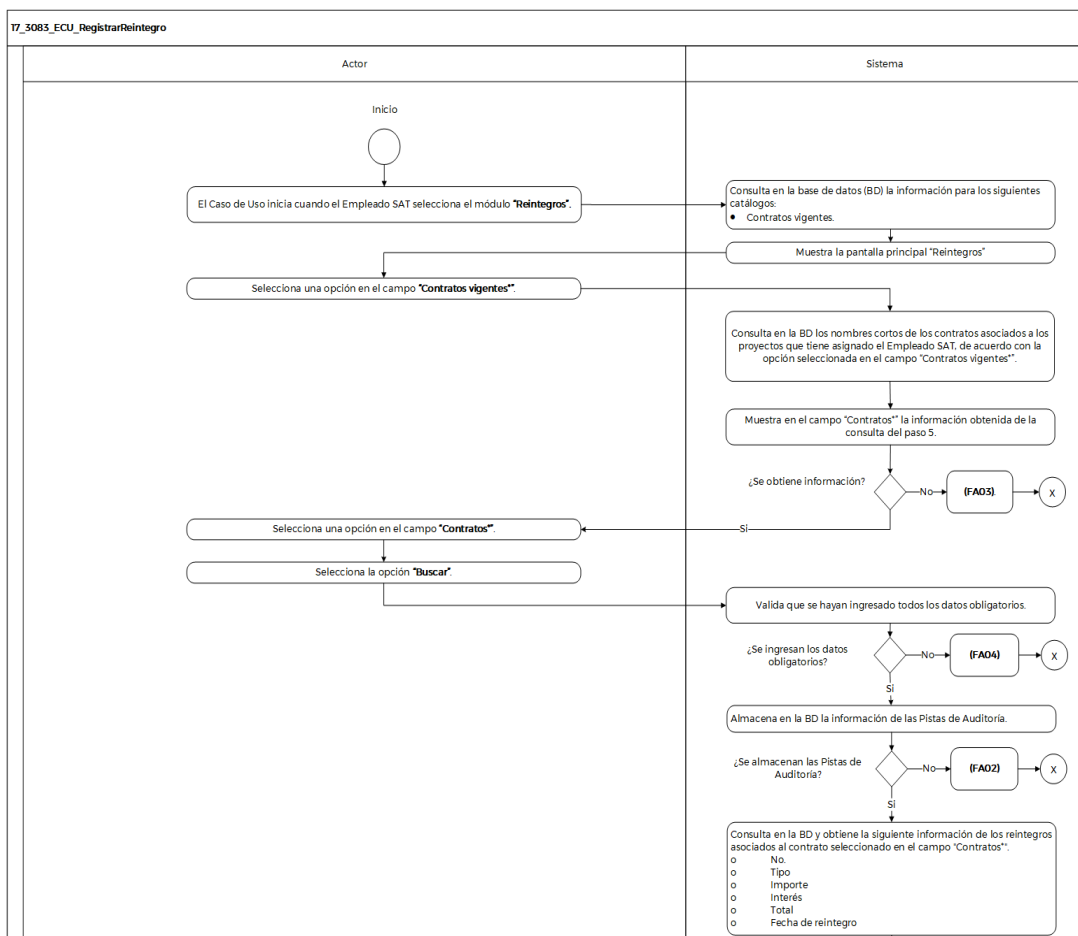 17_3083_ECU_RegistrarReintegro
Actor
Sistema
Inicio
El Caso de Uso inicia cuando el Empleado SAT selecciona el módulo “Reintegros”.
Consulta en la base de datos (BD) la información para los siguientes
catálogos:
● Contratos vigentes.
Muestra la pantalla principal “Reintegros”
Selecciona una opción en el campo “Contratos vigentes*”.
Consulta en la BD los nombres cortos de los contratos asociados a los
proyectos que tiene asignado el Empleado SAT, de acuerdo con la
opción seleccionada en el campo “Contratos vigentes*”.
Muestra en el campo “Contratos*” la información obtenida de la
consulta del paso 5.
¿Se obtiene información?
No
(FA03).
X
Si
Selecciona una opción en el campo “Contratos*”.
Selecciona la opción “Buscar”.
Valida que se hayan ingresado todos los datos obligatorios.
¿Se ingresan los datos
obligatorios?
No
(FA04)
X
Si
Almacena en la BD la información de las Pistas de Auditoría.
¿Se almacenan las Pistas de
Auditoría?
No
(FA02)
X
Si
Consulta en la BD y obtiene la siguiente información de los reintegros
asociados al contrato seleccionado en el campo “Contratos*”.
o No.
o Tipo
o Importe
o Interés
o Total
o Fecha de reintegro